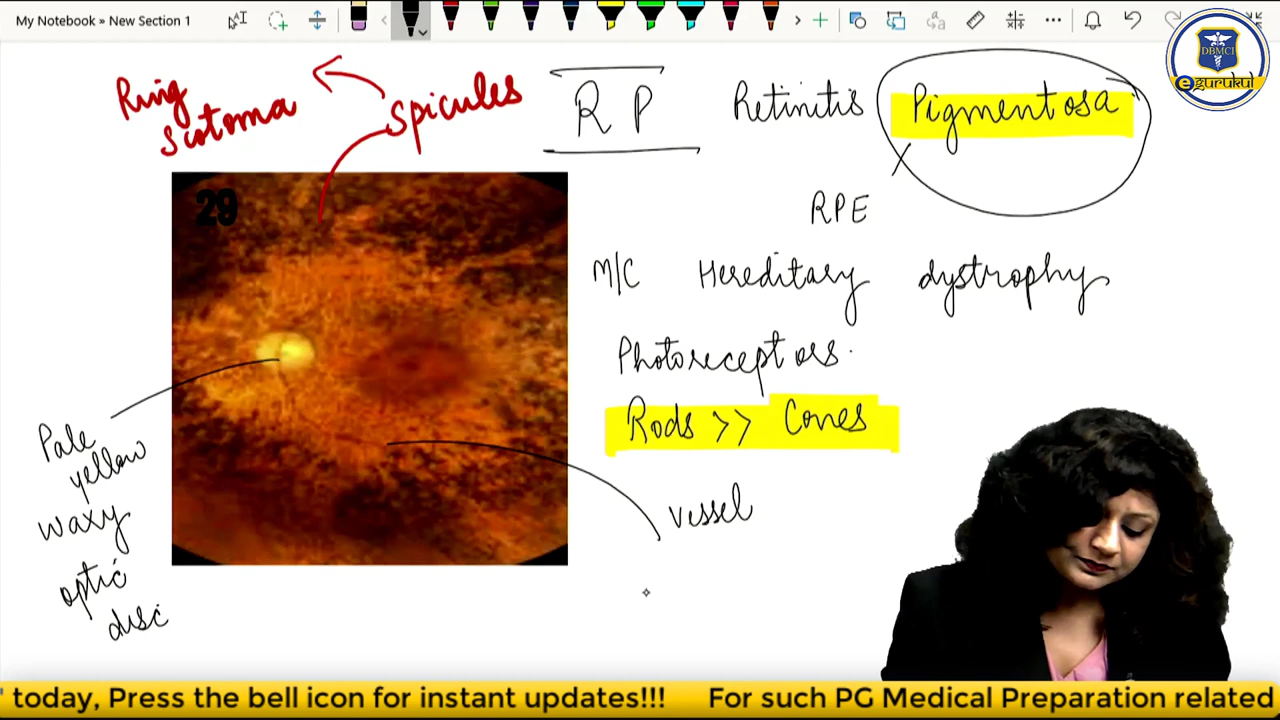 My Notebook » New Section 1
DBMCI
eGurukul
Ring
scotoma
Spicules
RP
Retinitis Pigmentosa
29
RPE
M/C Hereditary dystrophy
Photoreceptors.
Rods >> Cones
Pale
yellow
waxy
optic
disc
vessel
today, Press the bell icon for instant updates!!! For such PG Medical Preparation related